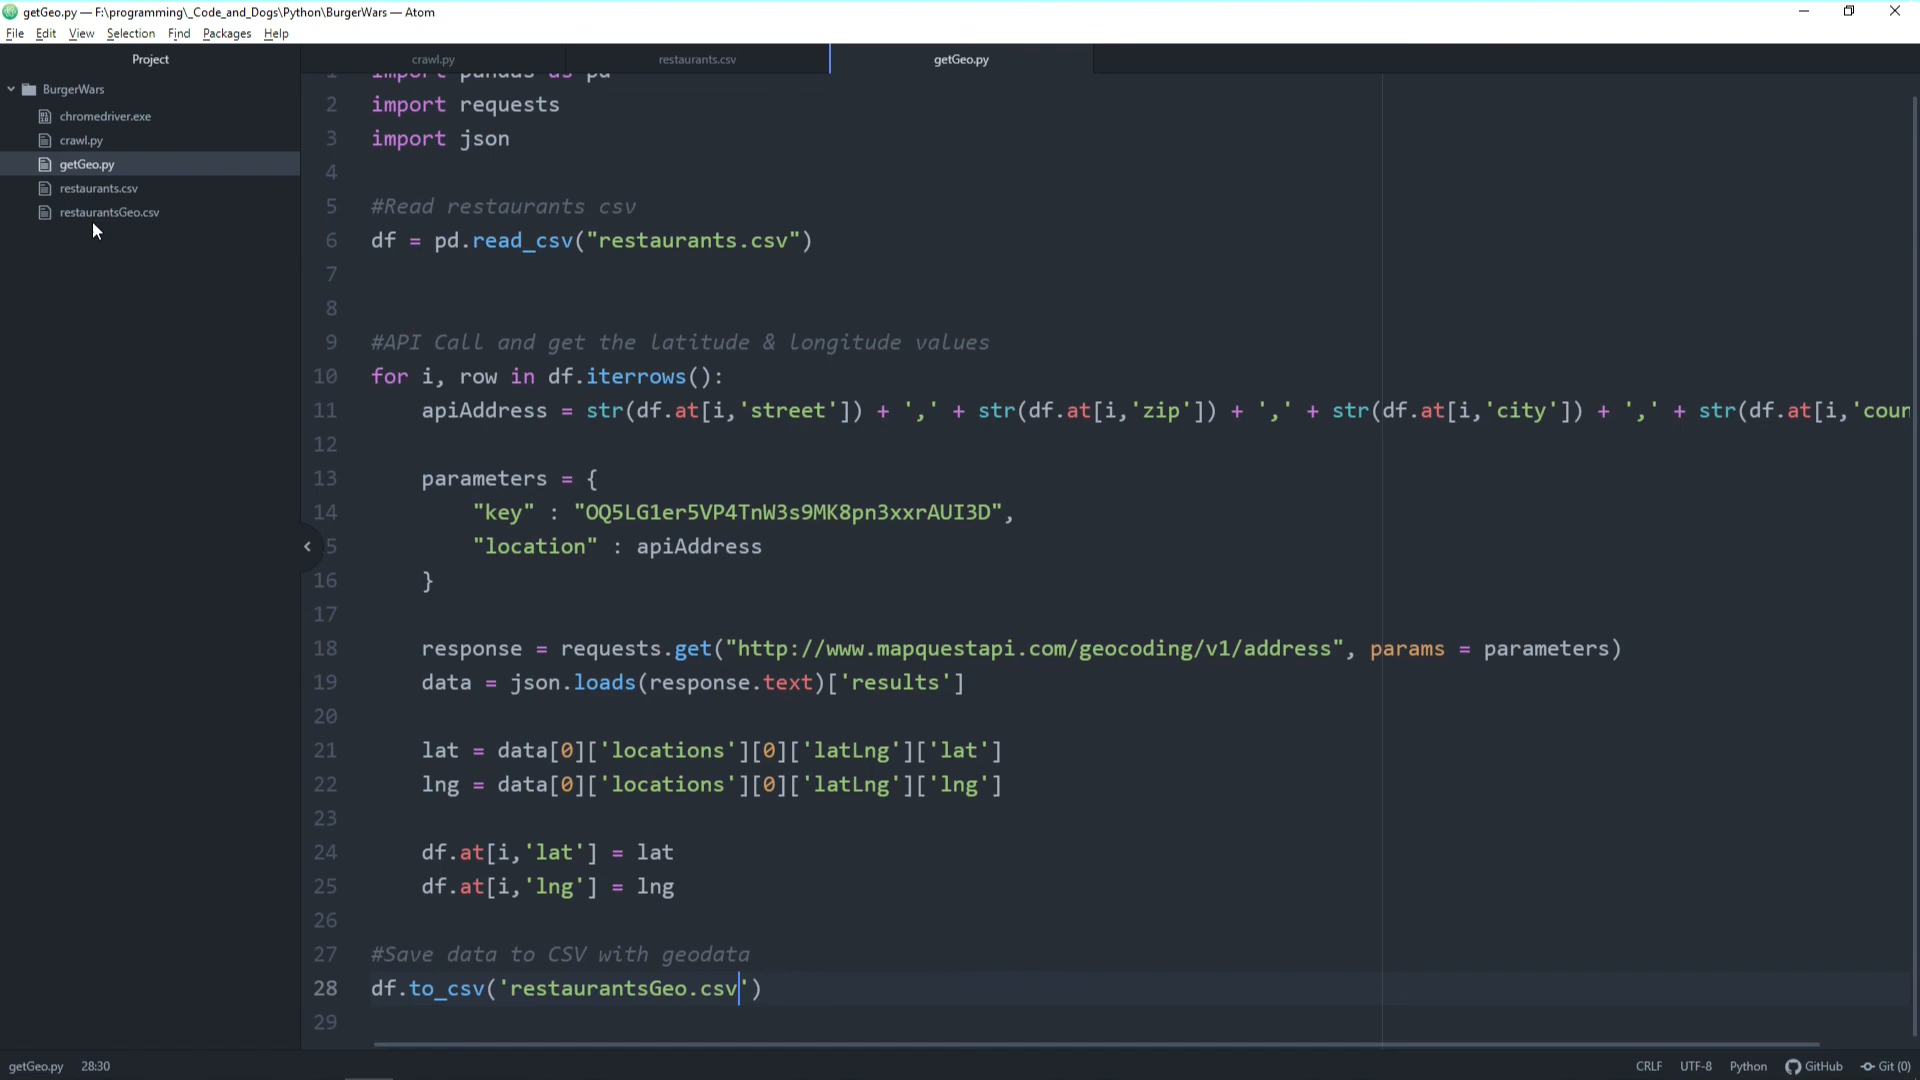 getGeo.py — F:\programming\_Code_and_Dogs\Python\BurgerWars — Atom
File Edit View Selection Find Packages Help
Project
crawl.py
restaurants.csv
getGeo.py
BurgerWars
chromedriver.exe
crawl.py
getGeo.py
restaurants.csv
restaurantsGeo.csv
1 import pandas as pd
2 import requests
3 import json
4
5 #Read restaurants csv
6 df = pd.read_csv("restaurants.csv")
7
8
9 #API Call and get the latitude & longitude values
10 for i, row in df.iterrows():
11 apiAddress = str(df.at[i,'street']) + ',' + str(df.at[i,'zip']) + ',' + str(df.at[i,'city']) + ',' + str(df.at[i,'coun
12
13 parameters = {
14 "key" : "OQ5LG1er5VP4TnW3s9MK8pn3xxrAUI3D",
5 "location" : apiAddress
16 }
17
18 response = requests.get("http://www.mapquestapi.com/geocoding/v1/address", params = parameters)
19 data = json.loads(response.text)['results']
20
21 lat = data[0]['locations'][0]['latLng']['lat']
22 lng = data[0]['locations'][0]['latLng']['lng']
23
24 df.at[i,'lat'] = lat
25 df.at[i,'lng'] = lng
26
27 #Save data to CSV with geodata
28 df.to_csv('restaurantsGeo.csv')
29
getGeo.py 28:30
CRLF UTF-8 Python GitHub Git (0)